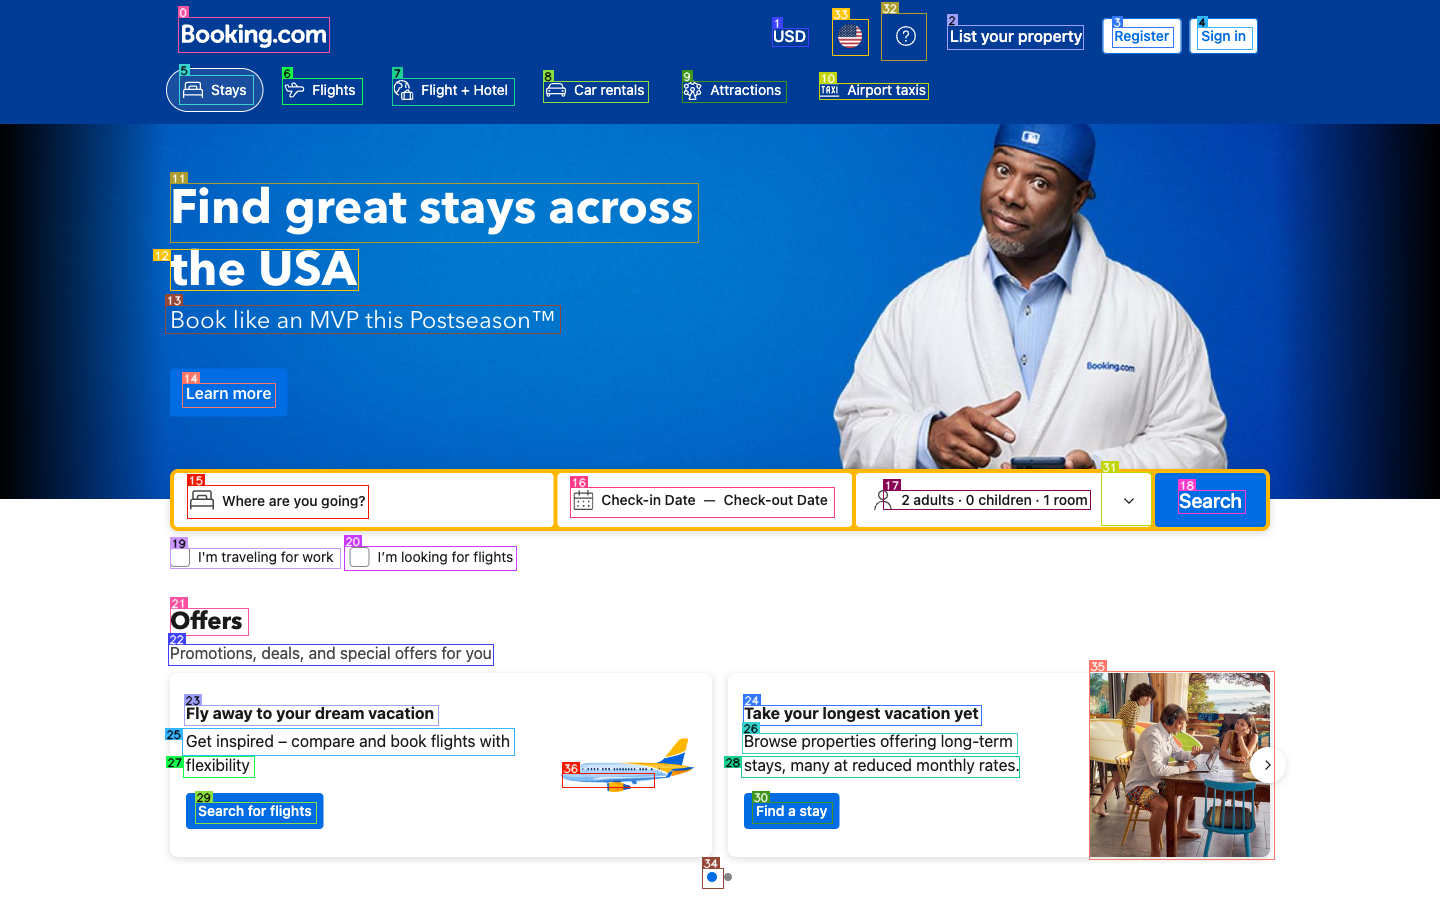 Booking.com
USD
List your property
Register
Sign in
Stays
Flights
Flight + Hotel
Car rentals
Attractions
Airport taxis
Find great stays across
the USA
Book like an MVP this Postseason™
Learn more
Booking.com
Where are you going?
Check-in Date — Check-out Date
2 adults · 0 children · 1 room
Search
I'm traveling for work
I’m looking for flights
Offers
Promotions, deals, and special offers for you
Fly away to your dream vacation
Get inspired – compare and book flights with
flexibility
Search for flights
Take your longest vacation yet
Browse properties offering long-term
stays, many at reduced monthly rates.
Find a stay
0
1
2
3
4
5
6
7
8
9
10
11
12
13
14
15
16
17
18
19
20
21
22
23
24
25
26
27
28
29
30
31
32
33
34
35
36